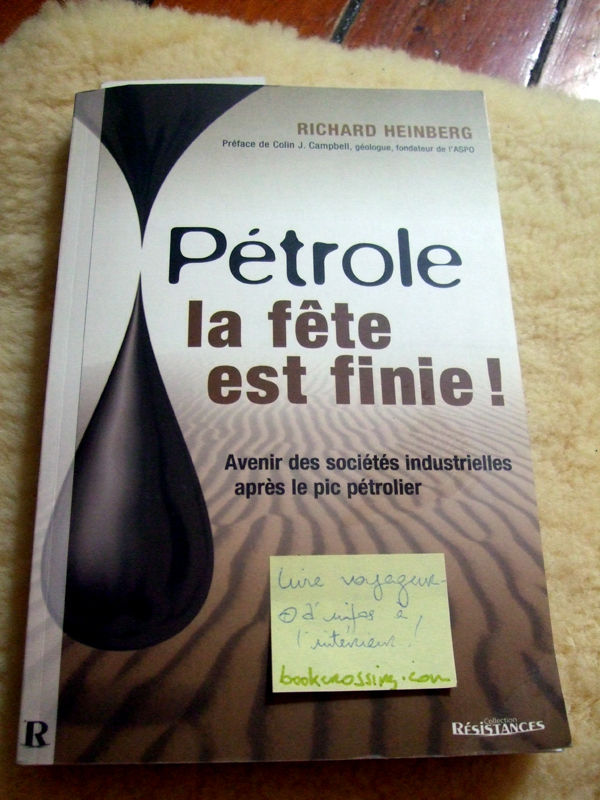 RICHARD HEINBERG
Préface de Colin J. Campbell, géologue, fondateur de l'ASPO
Pétrole
la fête
est finie !
Avenir des sociétés industrielles
après le pic pétrolier
livre voyageur
+ d'infos à
l'intérieur !
bookcrossing.com
Collection
RÉSISTANCES
R